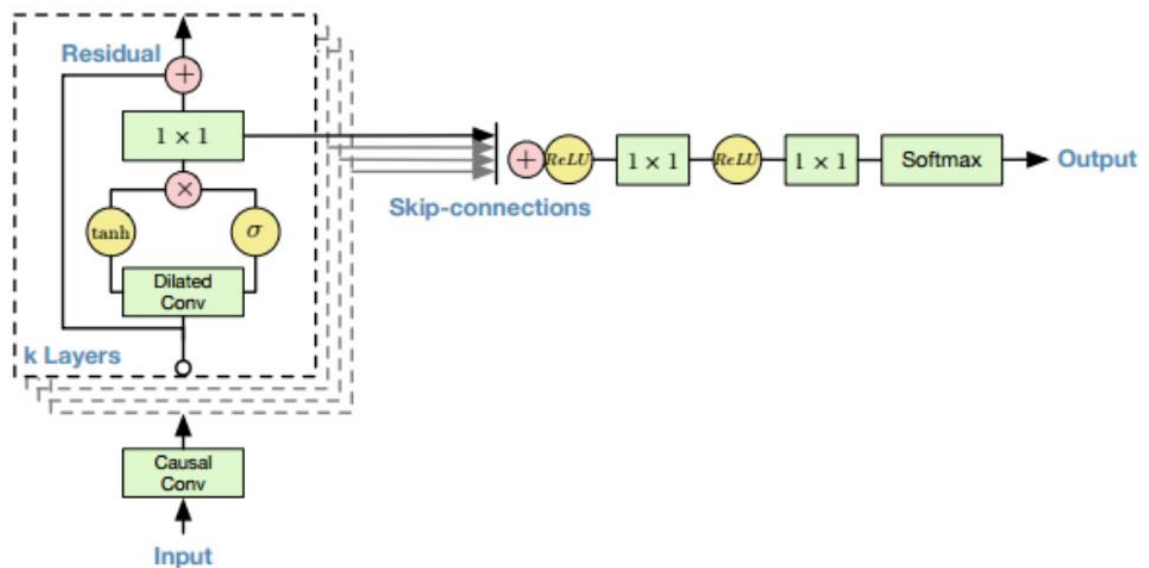 Residual
+
1 × 1
×
tanh
σ
Dilated
Conv
k Layers
Causal
Conv
Input
Skip-connections
+
ReLU
1 × 1
ReLU
1 × 1
Softmax
Output